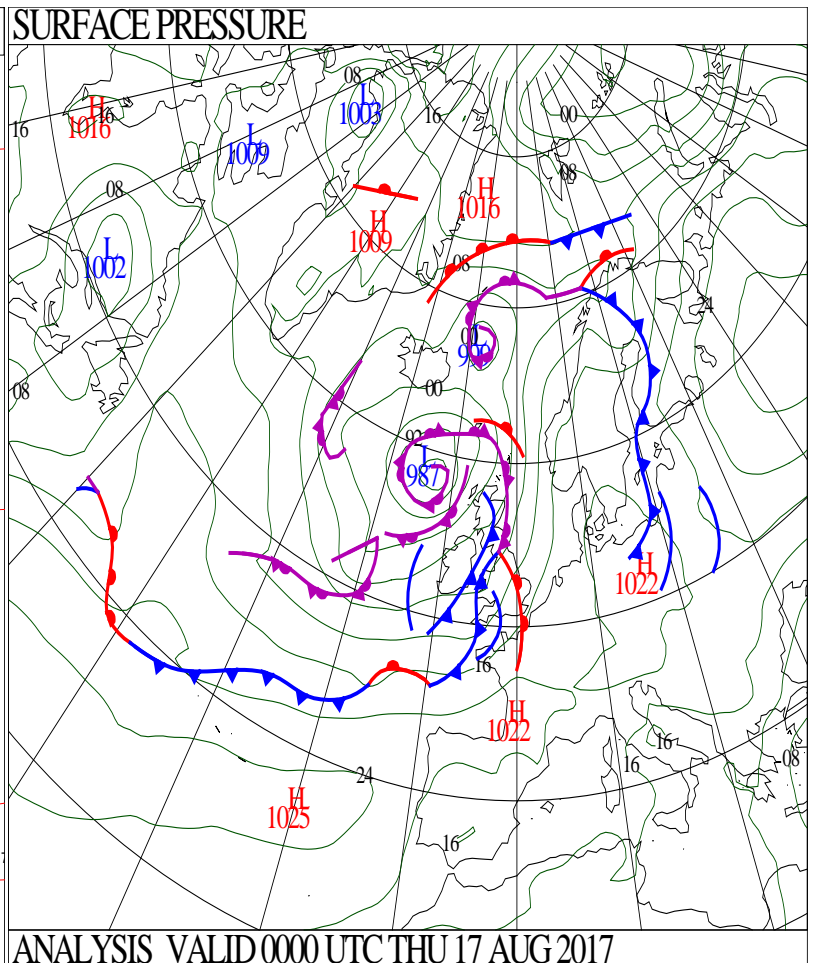 SURFACE PRESSURE
08
L
1003
H
16
1016
16
16
00
L
1009
08
08
H
1016
H
1009
L
1002
08
24
L
08
00
92
L
987
H
1022
16
H
1022
16
16
-08
24
H
1025
16
ANALYSIS VALID 0000 UTC THU 17 AUG 2017